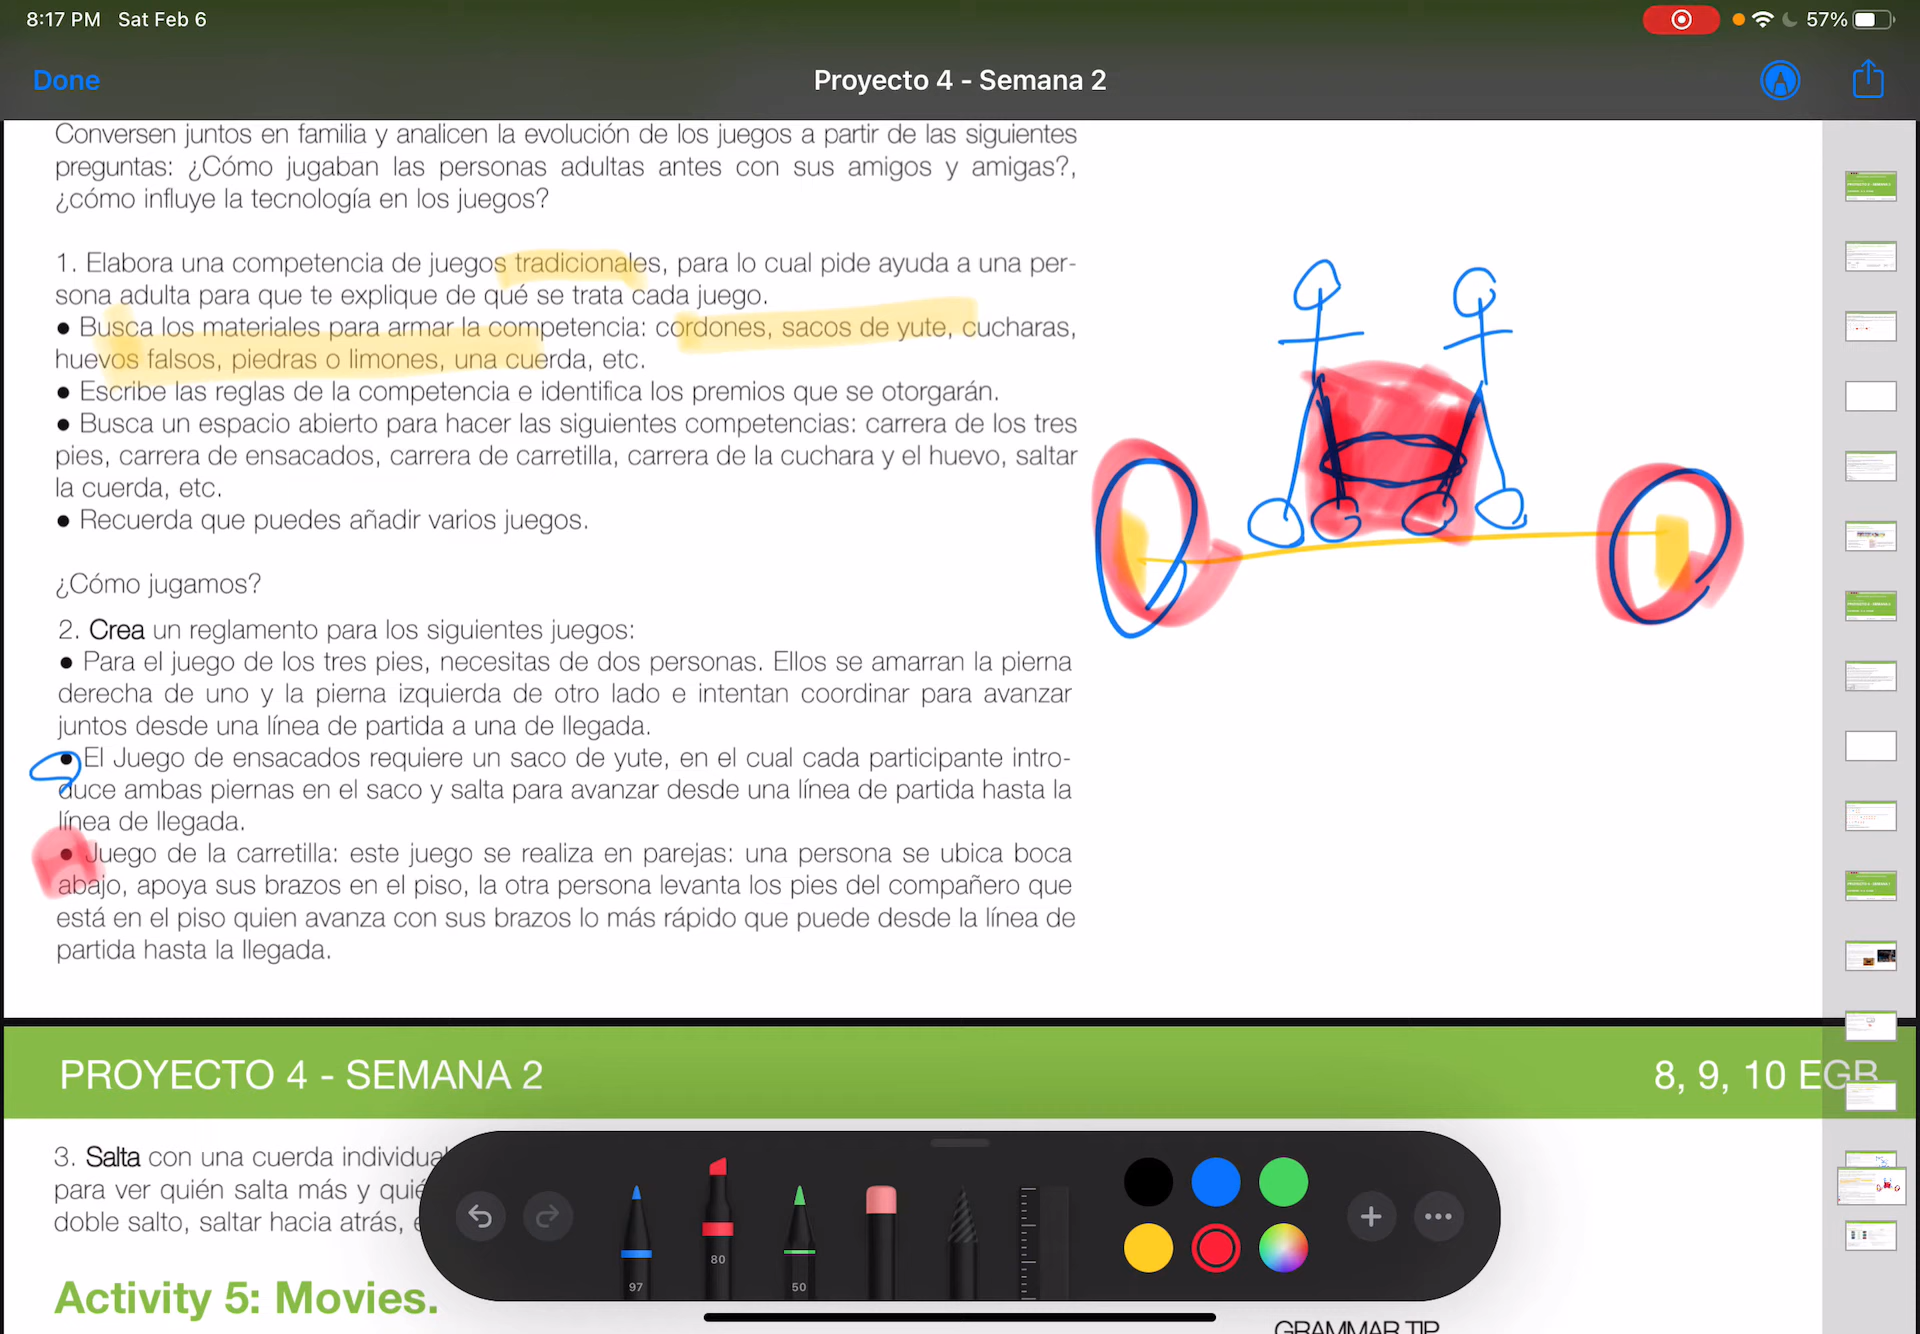 8:17 PM Sat Feb 6
57%
Done
Proyecto 4 - Semana 2
Conversen juntos en familia y analicen la evolución de los juegos a partir de las siguientes
preguntas: ¿Cómo jugaban las personas adultas antes con sus amigos y amigas?,
¿cómo influye la tecnología en los juegos?
1. Elabora una competencia de juegos tradicionales, para lo cual pide ayuda a una per-
sona adulta para que te explique de qué se trata cada juego.
● Busca los materiales para armar la competencia: cordones, sacos de yute, cucharas,
huevos falsos, piedras o limones, una cuerda, etc.
● Escribe las reglas de la competencia e identifica los premios que se otorgarán.
● Busca un espacio abierto para hacer las siguientes competencias: carrera de los tres
pies, carrera de ensacados, carrera de carretilla, carrera de la cuchara y el huevo, saltar
la cuerda, etc.
● Recuerda que puedes añadir varios juegos.
¿Cómo jugamos?
2. Crea un reglamento para los siguientes juegos:
● Para el juego de los tres pies, necesitas de dos personas. Ellos se amarran la pierna
derecha de uno y la pierna izquierda de otro lado e intentan coordinar para avanzar
juntos desde una línea de partida a una de llegada.
● El Juego de ensacados requiere un saco de yute, en el cual cada participante intro-
duce ambas piernas en el saco y salta para avanzar desde una línea de partida hasta la
línea de llegada.
● Juego de la carretilla: este juego se realiza en parejas: una persona se ubica boca
abajo, apoya sus brazos en el piso, la otra persona levanta los pies del compañero que
está en el piso quien avanza con sus brazos lo más rápido que puede desde la línea de
partida hasta la llegada.
PROYECTO 4 - SEMANA 2
8, 9, 10 EGB
3. Salta con una cuerda individual
para ver quién salta más y quié
doble salto, saltar hacia atrás, e
97
80
50
Activity 5: Movies.
GRAMMAR TIP